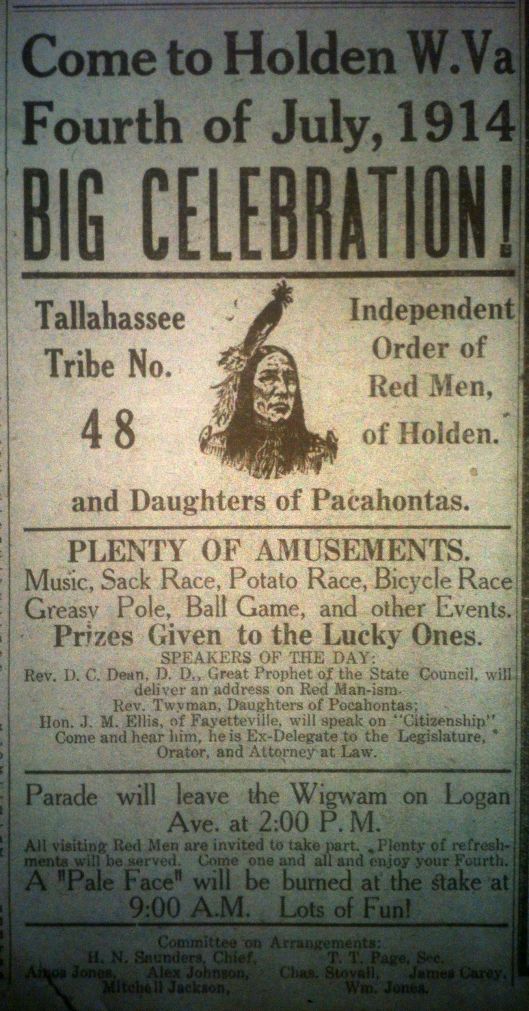 Come to Holden W.Va
Fourth of July, 1914
BIG CELEBRATION!
Tallahassee
Tribe No.
48
Independent
Order of
Red Men,
of Holden.
and Daughters of Pacahontas.
PLENTY OF AMUSEMENTS.
Music, Sack Race, Potato Race, Bicycle Race
Greasy Pole, Ball Game, and other Events.
Prizes Given to the Lucky Ones.
SPEAKERS OF THE DAY:
Rev. D. C. Dean, D. D., Great Prophet of the State Council, will
deliver an address on Red Man-ism.
Rev. Twyman, Daughters of Pocahontas;
Hon. J. M. Ellis, of Fayetteville, will speak on "Citizenship"
Come and hear him, he is Ex-Delegate to the Legislature,
Orator, and Attorney at Law.
Parade will leave the Wigwam on Logan
Ave. at 2:00 P. M.
All visiting Red Men are invited to take part. Plenty of refresh-
ments will be served. Come one and all and enjoy your Fourth.
A "Pale Face" will be burned at the stake at
9:00 A.M. Lots of Fun!
Committee on Arrangements:
H. N. Saunders, Chief, T. T. Page, Sec.
Amos Jones, Alex Johnson, Chas. Stovall, James Carey,
Mitchell Jackson, Wm. Jones.